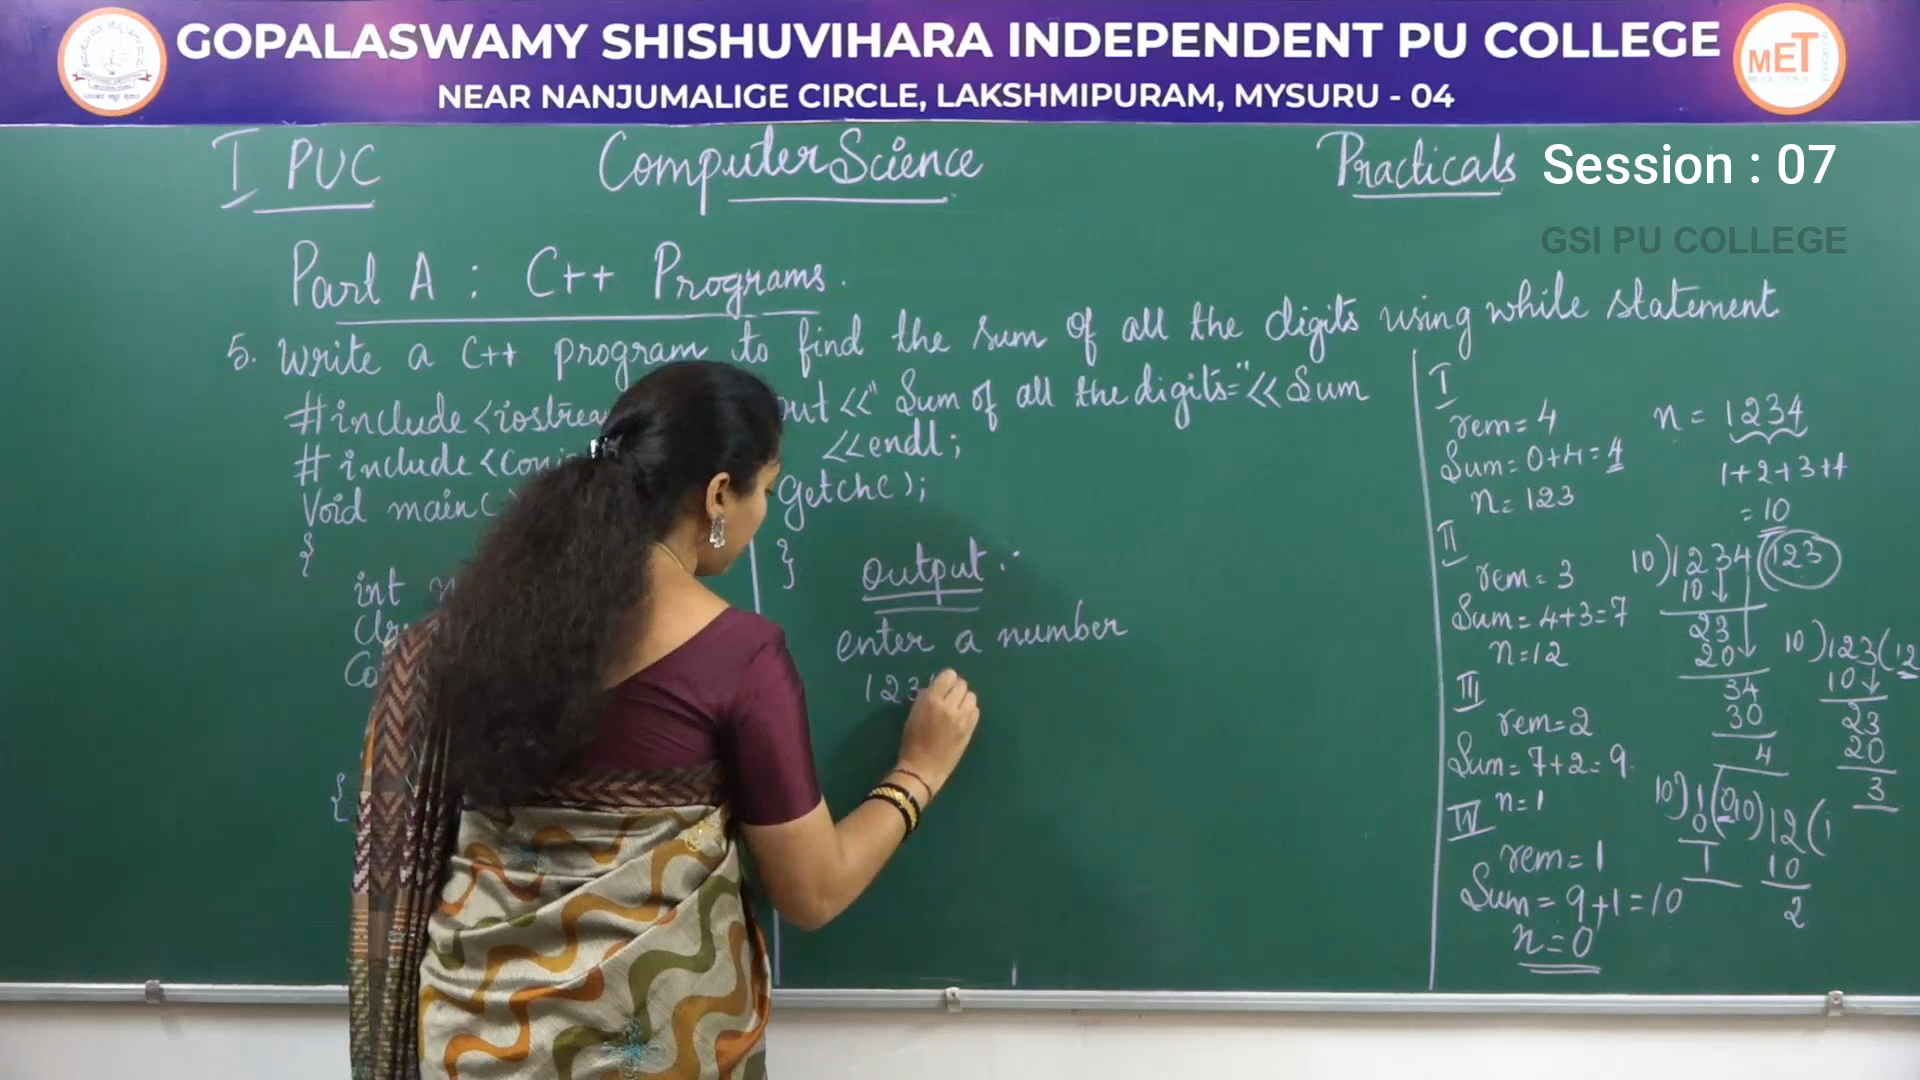 GOPALASWAMY SHISHUVIHARA INDEPENDENT PU COLLEGE
NEAR NANJUMALIGE CIRCLE, LAKSHMIPURAM, MYSURU - 04
MET
I PUC Computer Science Practicals
Session : 07
GSI PU COLLEGE
Part A : C++ Programs.
5. Write a C++ program to find the sum of all the digits using while statement
#include <iostrea
# include <coni
Void main(
{
int n
clr
Co
{
out <<" Sum of all the digits="<< Sum
<<endl;
getch( );
}
output :
enter a number
123
I
rem = 4
Sum = 0+4 = 4
n = 123
II
rem = 3
Sum = 4+3=7
n=12
III
rem=2
Sum = 7+2 = 9
n=1
IV
rem = 1
Sum = 9+1=10
n=0
n = 1234
1+2+3+4
= 10
10)1234(123
10
23
20
34
30
4
10)123(12
10
23
20
3
10)1(0
0
1
10)12(1
10
2